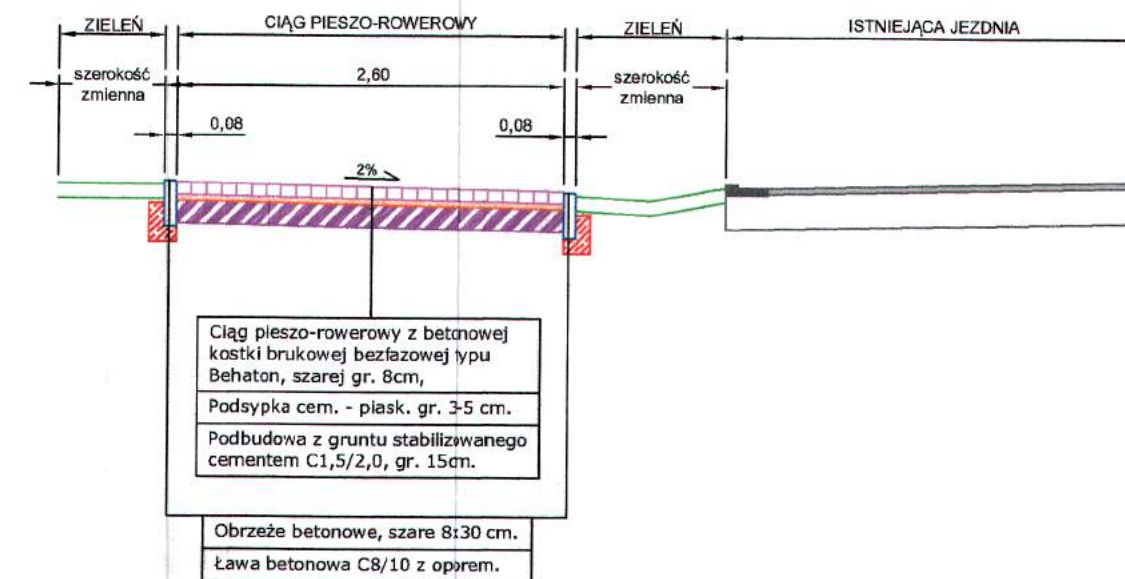 ZIELEŃ
CIĄG PIESZO-ROWEROWY
ZIELEŃ
ISTNIEJĄCA JEZDNIA
szerokość
zmienna
2,60
szerokość
zmienna
0,08
0,08
2%
Ciąg pieszo-rowerowy z betonowej
kostki brukowej bezfazowej typu
Behaton, szarej gr. 8cm,
Podsypka cem. - piask. gr. 3-5 cm.
Podbudowa z gruntu stabilizowanego
cementem C1,5/2,0, gr. 15cm.
Obrzeże betonowe, szare 8x30 cm.
Ława betonowa C8/10 z oporem.